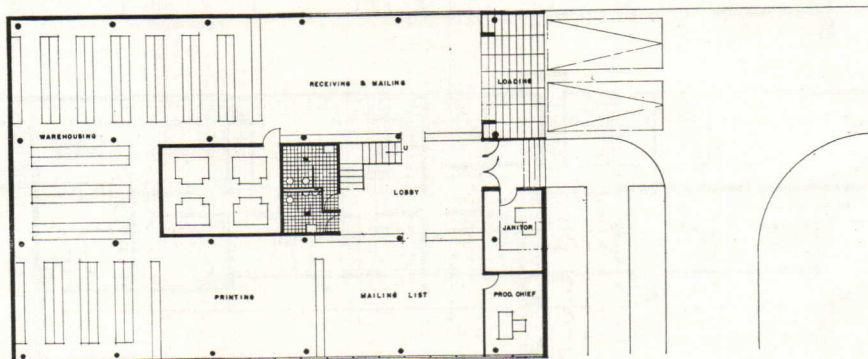 RECEIVING & MAILING
LOADING
WAREHOUSING
U
LOBBY
JANITOR
PRINTING
MAILING LIST
PROD. CHIEF